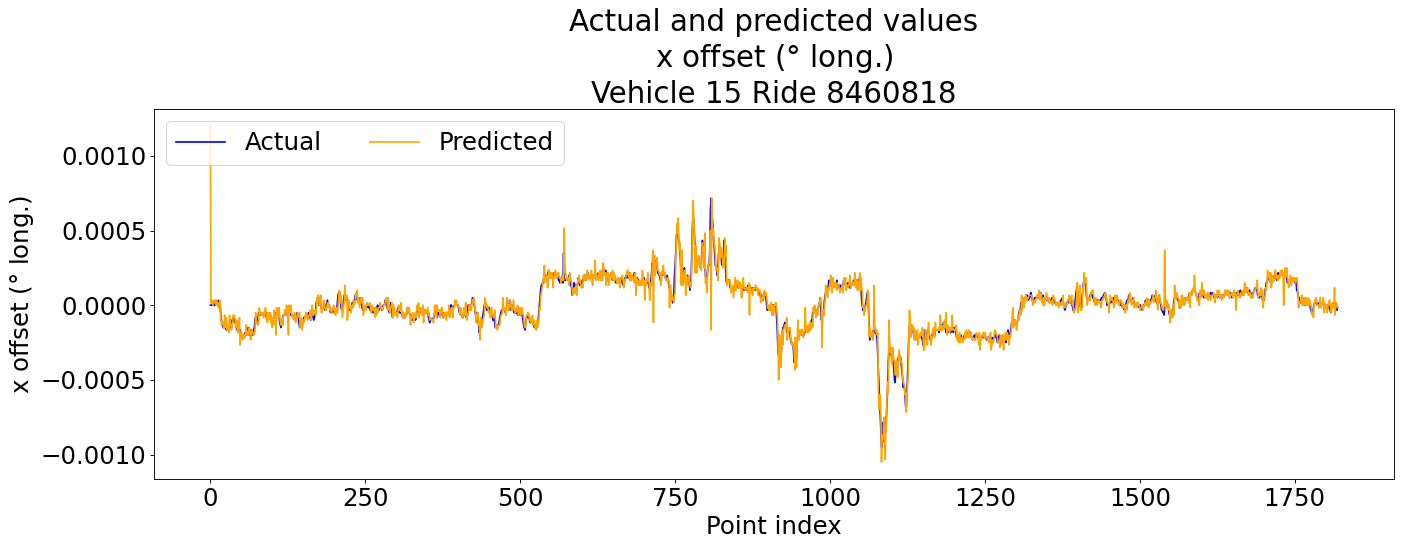 Actual and predicted values
x offset (° long.)
Vehicle 15 Ride 8460818
Actual
Predicted
x offset (° long.)
0.0010
0.0005
0.0000
−0.0005
−0.0010
0 250 500 750 1000 1250 1500 1750
Point index